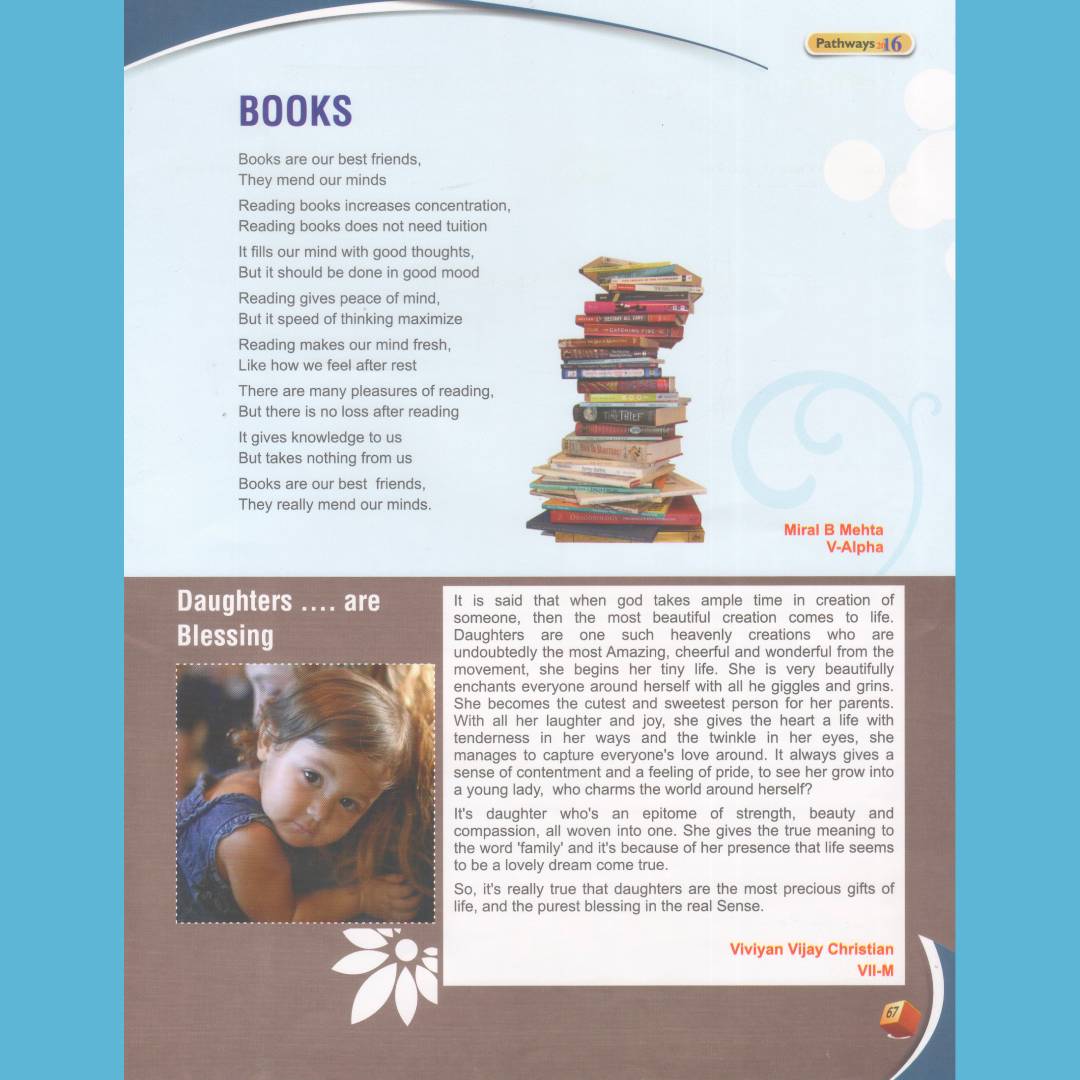 Pathways 2016
BOOKS
Books are our best friends,
They mend our minds
Reading books increases concentration,
Reading books does not need tuition
It fills our mind with good thoughts,
But it should be done in good mood
Reading gives peace of mind,
But it speed of thinking maximize
Reading makes our mind fresh,
Like how we feel after rest
There are many pleasures of reading,
But there is no loss after reading
It gives knowledge to us
But takes nothing from us
Books are our best friends,
They really mend our minds.
CATCHING FIRE
Miral B Mehta
V-Alpha
Daughters .... are
Blessing
It is said that when god takes ample time in creation of
someone, then the most beautiful creation comes to life.
Daughters are one such heavenly creations who are
undoubtedly the most Amazing, cheerful and wonderful from the
movement, she begins her tiny life. She is very beautifully
enchants everyone around herself with all he giggles and grins.
She becomes the cutest and sweetest person for her parents.
With all her laughter and joy, she gives the heart a life with
tenderness in her ways and the twinkle in her eyes, she
manages to capture everyone's love around. It always gives a
sense of contentment and a feeling of pride, to see her grow into
a young lady, who charms the world around herself?
It's daughter who's an epitome of strength, beauty and
compassion, all woven into one. She gives the true meaning to
the word 'family' and it's because of her presence that life seems
to be a lovely dream come true.
So, it's really true that daughters are the most precious gifts of
life, and the purest blessing in the real Sense.
Viviyan Vijay Christian
VII-M
67